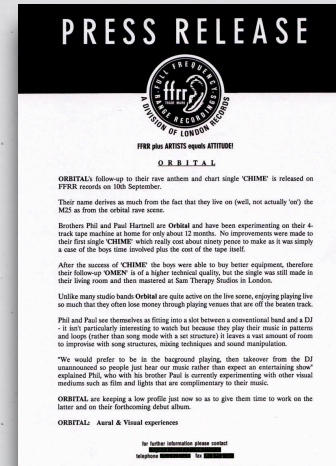 PRESS RELEASE
FULL FREQUENCY RANGE RECORDINGS
ffrr
TRADE MARK
A DIVISION OF LONDON RECORDS
FFRR plus ARTISTS equals ATTITUDE!
ORBITAL
ORBITAL's follow-up to their rave anthem and chart single 'CHIME' is released on
FFRR records on 10th September.
Their name derives as much from the fact that they live on (well, not actually 'on') the
M25 as from the orbital rave scene.
Brothers Phil and Paul Hartnell are Orbital and have been experimenting on their 4-
track tape machine at home for only about 12 months. No improvements were made to
their first single 'CHIME' which really cost about ninety pence to make as it was simply
a case of the boys time involved plus the cost of the tape itself.
After the success of 'CHIME' the boys were able to buy better equipment, therefore
their follow-up 'OMEN' is of a higher technical quality, but the single was still made in
their living room and then mastered at Sam Therapy Studios in London.
Unlike many studio bands Orbital are quite active on the live scene, enjoying playing live
so much that they often lose money through playing venues that are off the beaten track.
Phil and Paul see themselves as fitting into a slot between a conventional band and a DJ
- it isn't particularly interesting to watch but because they play their music in patterns
and loops (rather than song mode with a set structure) it leaves a vast amount of room
to improvise with song structures, mixing techniques and sound manipulation.
"We would prefer to be in the bacground playing, then takeover from the DJ
unannounced so people just hear our music rather than expect an entertaining show"
explained Phil, who with his brother Paul is currently experimenting with other visual
mediums such as film and lights that are complimentary to their music.
ORBITAL are keeping a low profile just now so as to give them time to work on the
latter and on their forthcoming debut album.
ORBITAL: Aural & Visual experiences
for further information please contact
telephone fax